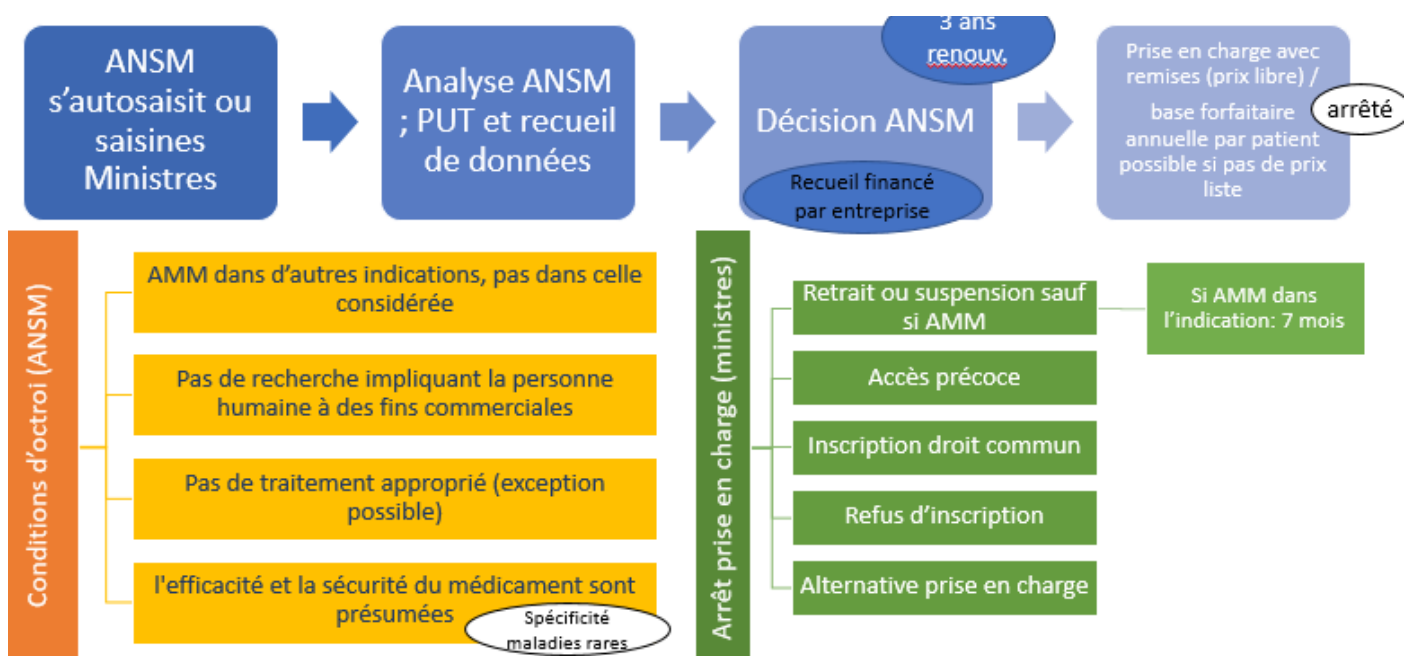 ANSM
s'autosaisit ou
saisines
Ministres
Analyse ANSM
; PUT et recueil
de données
3 ans
renouv.
Décision ANSM
Recueil financé
par entreprise
Prise en charge avec
remises (prix libre) /
base forfaitaire
annuelle par patient
possible si pas de prix
liste
arrêté
Conditions d'octroi (ANSM)
AMM dans d'autres indications, pas dans celle
considérée
Pas de recherche impliquant la personne
humaine à des fins commerciales
Pas de traitement approprié (exception
possible)
l'efficacité et la sécurité du médicament sont
présumées
Spécificité
maladies rares
Arrêt prise en charge (ministres)
Retrait ou suspension sauf
si AMM
Si AMM dans
l'indication: 7 mois
Accès précoce
Inscription droit commun
Refus d'inscription
Alternative prise en charge